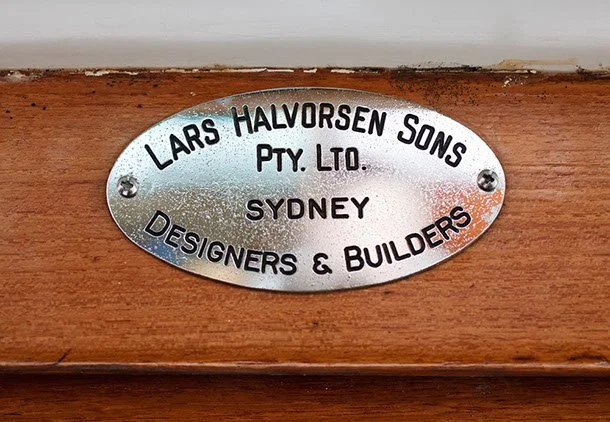 Lars Halvorsen Sons
Pty. Ltd.
SYDNEY
Designers & Builders